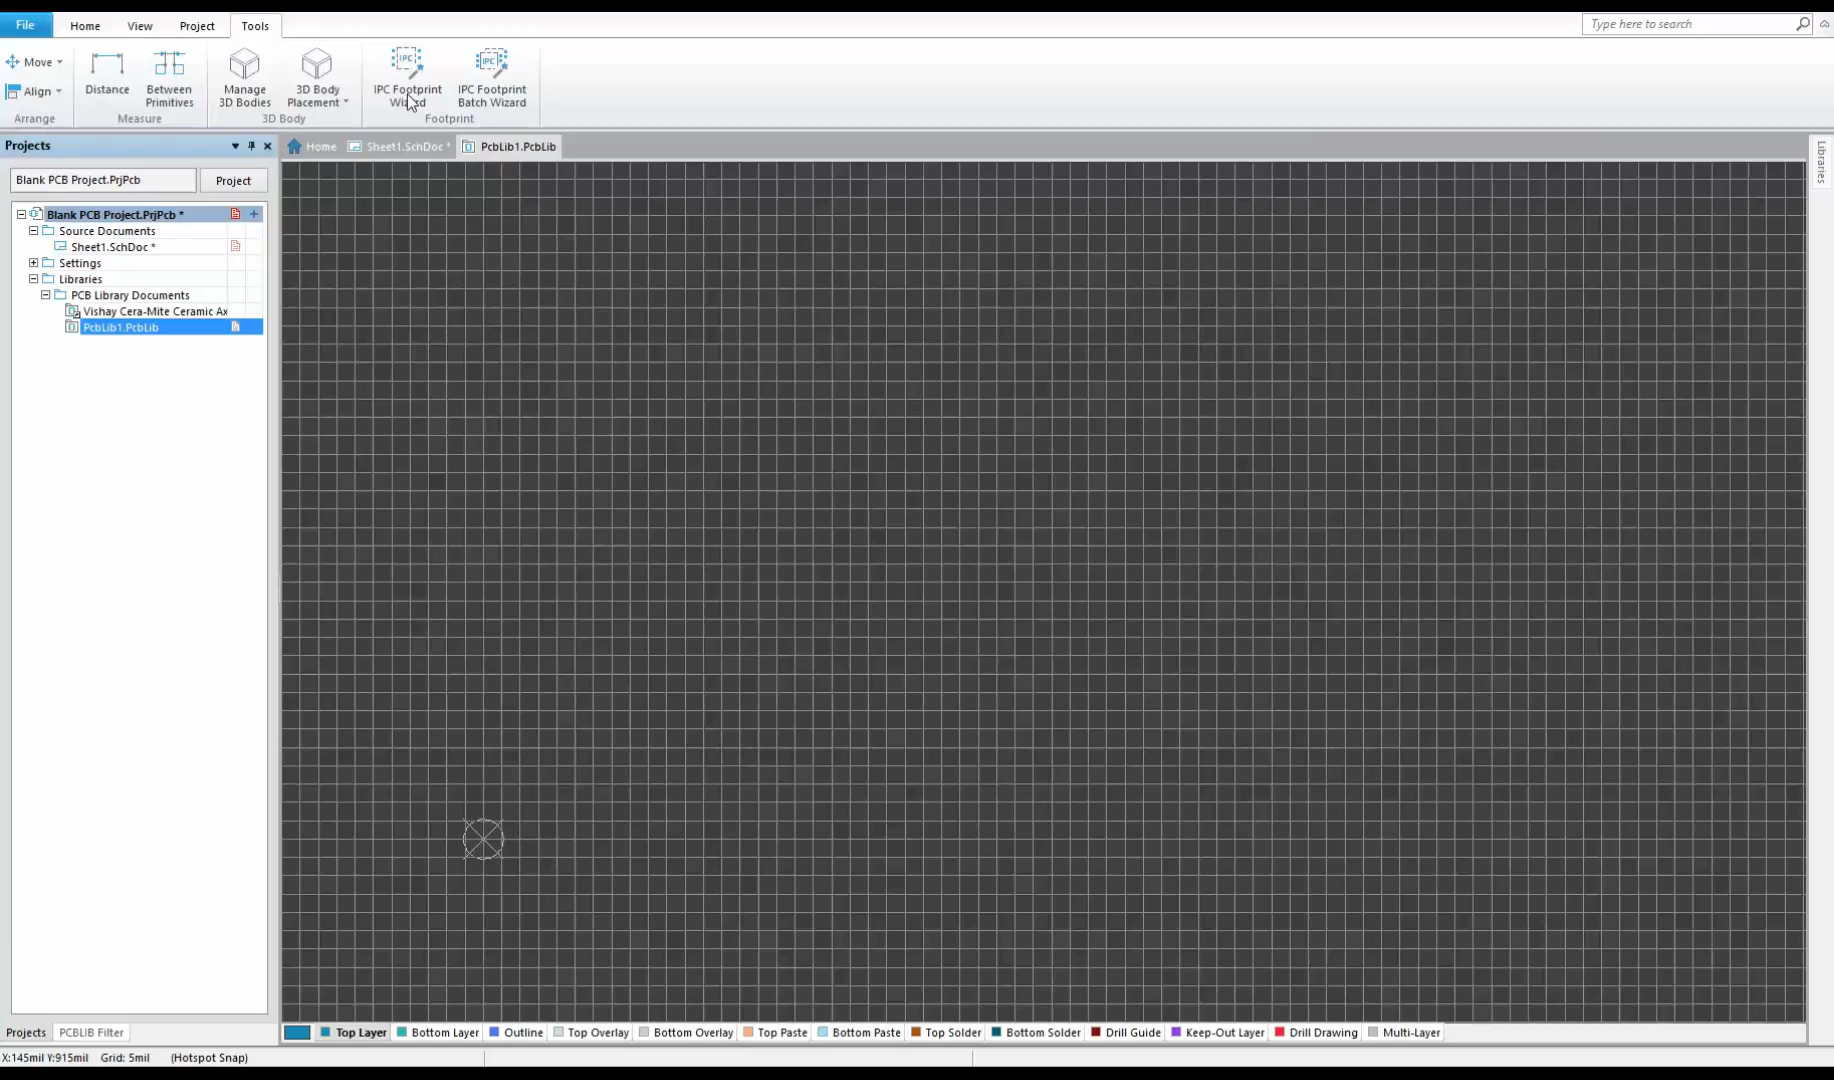 File Home View Project Tools
Type here to search
Move
Align
Arrange
Distance
Between Primitives
Measure
Manage 3D Bodies
3D Body Placement
3D Body
IPC
IPC Footprint
IPC
IPC Footprint Batch Wizard
Footprint
Projects
Home Sheet1.SchDoc * PcbLib1.PcbLib
Libraries
Blank PCB Project.PrjPcb Project
Blank PCB Project.PrjPcb *
Source Documents
Sheet1.SchDoc *
Settings
Libraries
PCB Library Documents
Vishay Cera-Mite Ceramic Ax
PcbLib1.PcbLib
Projects PCBLIB Filter
Top Layer Bottom Layer Outline Top Overlay Bottom Overlay Top Paste Bottom Paste Top Solder Bottom Solder Drill Guide Keep-Out Layer Drill Drawing Multi-Layer
X:145mil Y:915mil Grid: 5mil (Hotspot Snap)